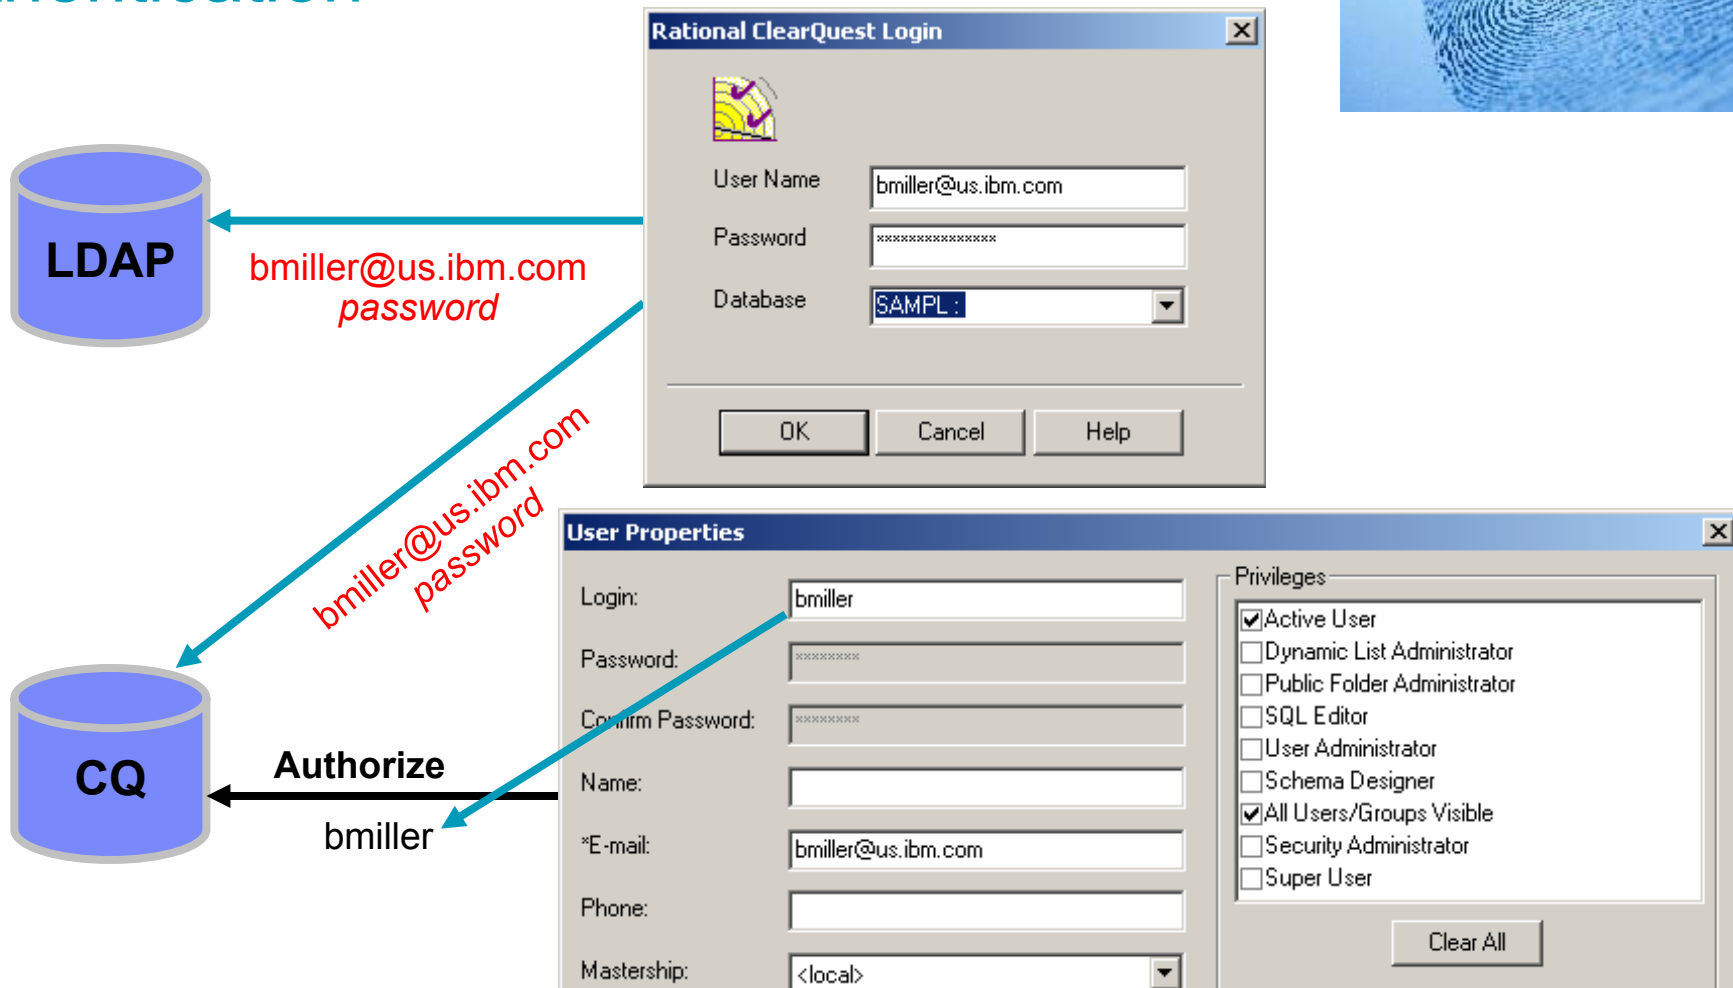 Rational ClearQuest Login
User Name
bmiller@us.ibm.com
Password
***************
Database
SAMPL :
OK
Cancel
Help
LDAP
bmiller@us.ibm.com
password
bmiller@us.ibm.com
password
CQ
Authorize
bmiller
User Properties
Login:
bmiller
Password:
********
Confirm Password:
********
Name:
*E-mail:
bmiller@us.ibm.com
Phone:
Mastership:
<local>
Privileges
Active User
Dynamic List Administrator
Public Folder Administrator
SQL Editor
User Administrator
Schema Designer
All Users/Groups Visible
Security Administrator
Super User
Clear All